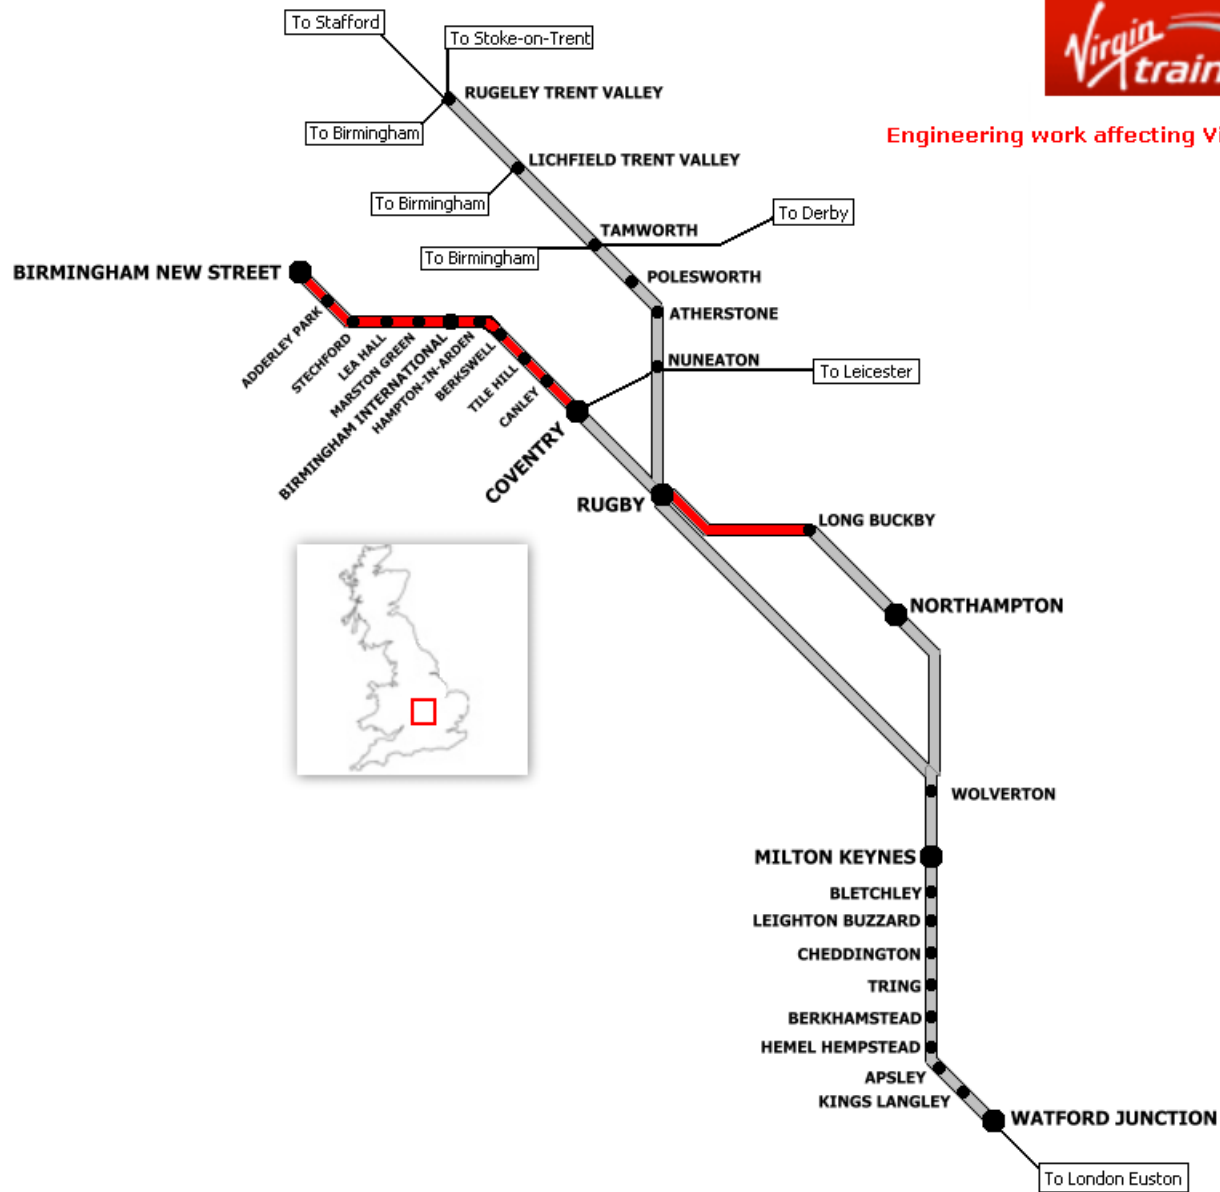 To Stafford
To Stoke-on-Trent
Virgin
train
RUGELEY TRENT VALLEY
To Birmingham
Engineering work affecting Vi
LICHFIELD TRENT VALLEY
To Birmingham
To Derby
TAMWORTH
To Birmingham
BIRMINGHAM NEW STREET
POLESWORTH
ATHERSTONE
ADDERLEY PARK
STECHFORD
LEA HALL
MARSTON GREEN
BIRMINGHAM INTERNATIONAL
HAMPTON-IN-ARDEN
BERKSWELL
TILE HILL
CANLEY
NUNEATON
To Leicester
COVENTRY
RUGBY
LONG BUCKBY
NORTHAMPTON
WOLVERTON
MILTON KEYNES
BLETCHLEY
LEIGHTON BUZZARD
CHEDDINGTON
TRING
BERKHAMSTEAD
HEMEL HEMPSTEAD
APSLEY
KINGS LANGLEY
WATFORD JUNCTION
To London Euston